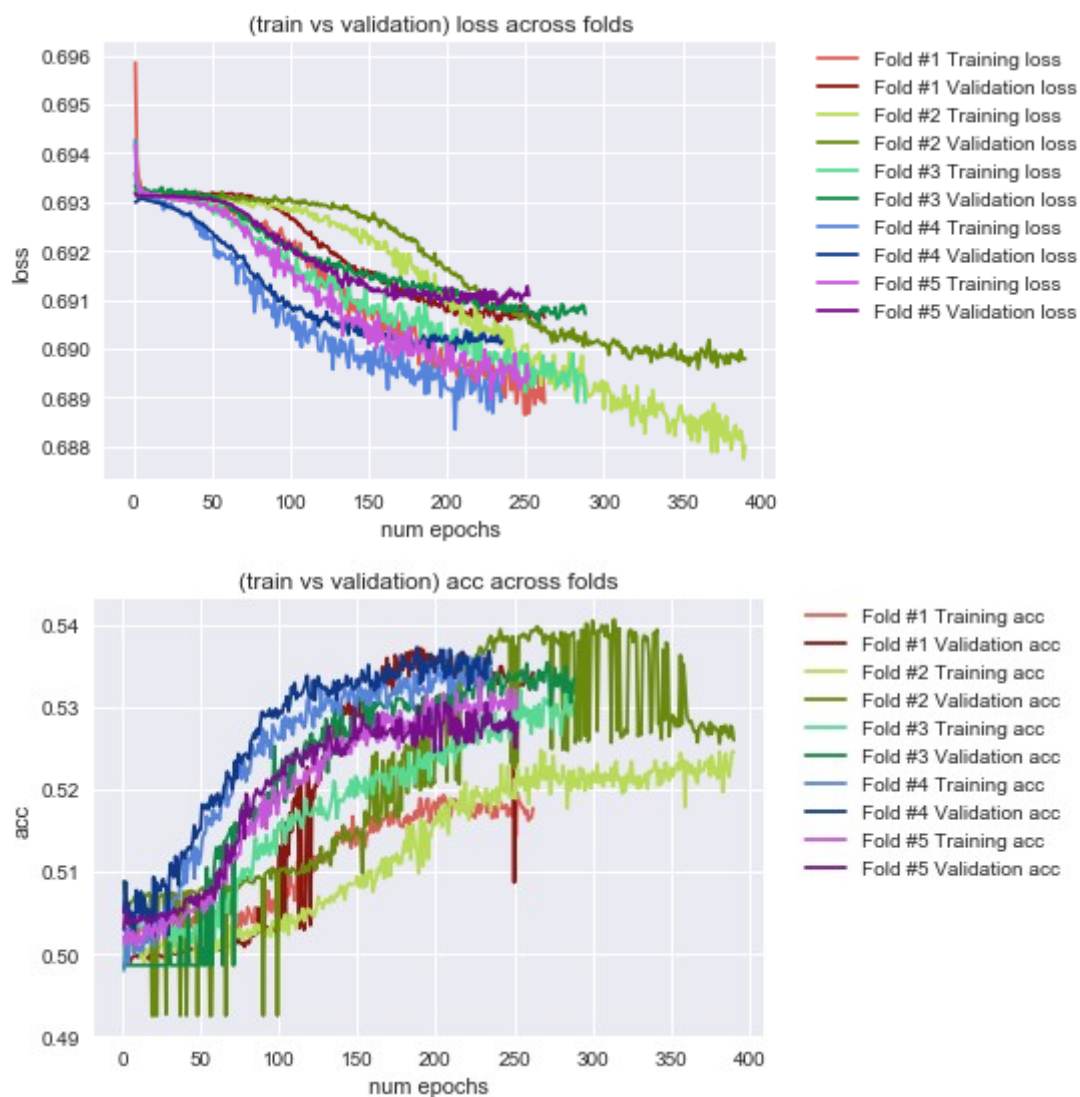 (train vs validation) loss across folds
0.696
0.695
0.694
0.693
0.692
0.691
0.690
0.689
0.688
loss
0 50 100 150 200 250 300 350 400
num epochs
Fold #1 Training loss
Fold #1 Validation loss
Fold #2 Training loss
Fold #2 Validation loss
Fold #3 Training loss
Fold #3 Validation loss
Fold #4 Training loss
Fold #4 Validation loss
Fold #5 Training loss
Fold #5 Validation loss
(train vs validation) acc across folds
0.54
0.53
0.52
0.51
0.50
0.49
acc
0 50 100 150 200 250 300 350 400
num epochs
Fold #1 Training acc
Fold #1 Validation acc
Fold #2 Training acc
Fold #2 Validation acc
Fold #3 Training acc
Fold #3 Validation acc
Fold #4 Training acc
Fold #4 Validation acc
Fold #5 Training acc
Fold #5 Validation acc